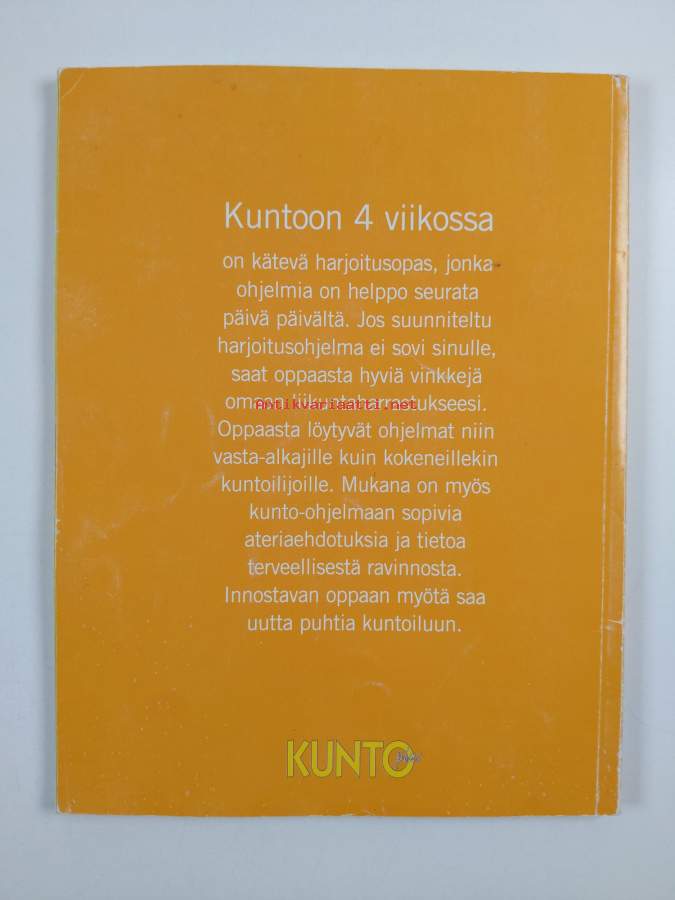 Kuntoon 4 viikossa
on kätevä harjoitusopas, jonka
ohjelmia on helppo seurata
päivä päivältä. Jos suunniteltu
harjoitusohjelma ei sovi sinulle,
saat oppaasta hyviä vinkkejä
omaan liikuntaharrastukseesi.
antikvariaatti.net
Oppaasta löytyvät ohjelmat niin
vasta-alkajille kuin kokeneillekin
kuntoilijoille. Mukana on myös
kunto-ohjelmaan sopivia
ateriaehdotuksia ja tietoa
terveellisestä ravinnosta.
Innostavan oppaan myötä saa
uutta puhtia kuntoiluun.
KUNTO